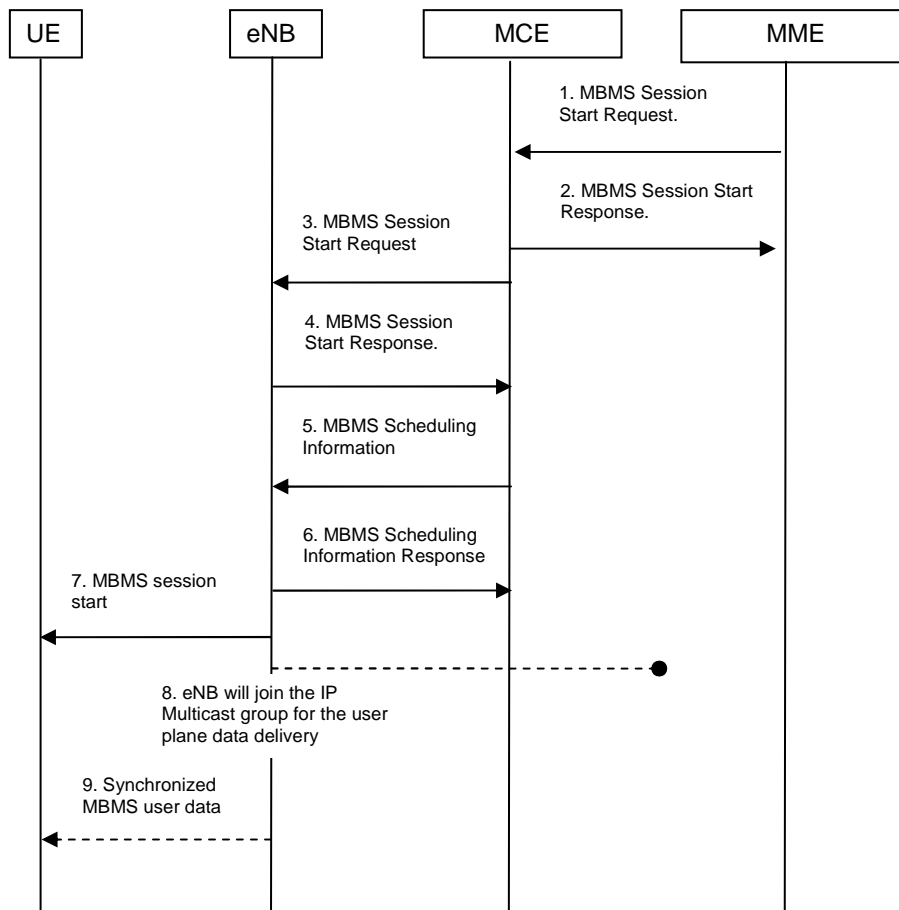 UE
eNB
MCE
MME
1. MBMS Session
Start Request.
2. MBMS Session Start
Response.
3. MBMS Session
Start Request
4. MBMS Session
Start Response.
5. MBMS Scheduling
Information
6. MBMS Scheduling
Information Response
7. MBMS session
start
8. eNB will join the IP
Multicast group for the user
plane data delivery
9. Synchronized
MBMS user data